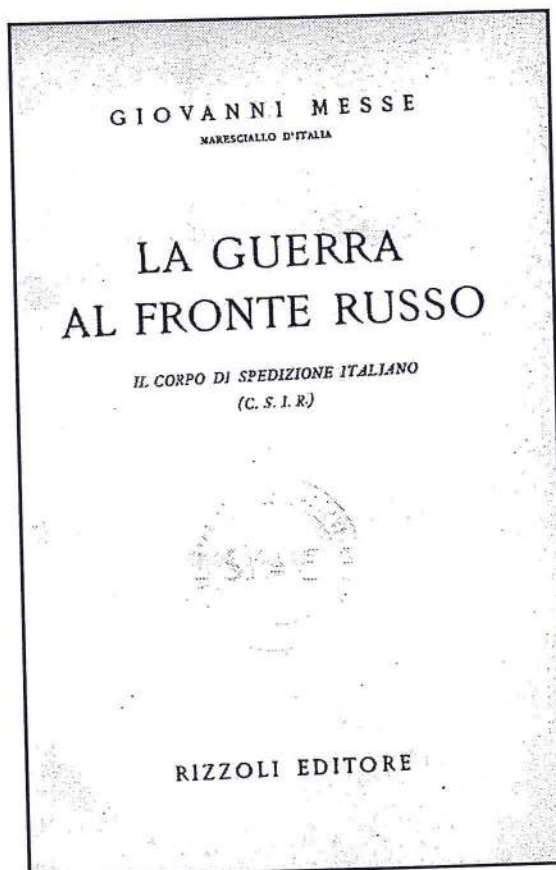 GIOVANNI MESSE
MARESCIALLO D'ITALIA
LA GUERRA
AL FRONTE RUSSO
IL CORPO DI SPEDIZIONE ITALIANO
(C. S. I. R.)
RIZZOLI EDITORE